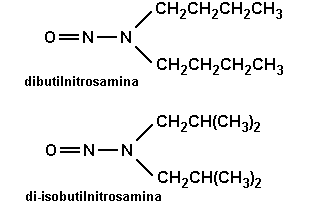 CH₂CH₂CH₂CH₃
O=N—N
CH₂CH₂CH₂CH₃
dibutilnitrosamina
CH₂CH(CH₃)₂
O=N—N
CH₂CH(CH₃)₂
di-isobutilnitrosamina